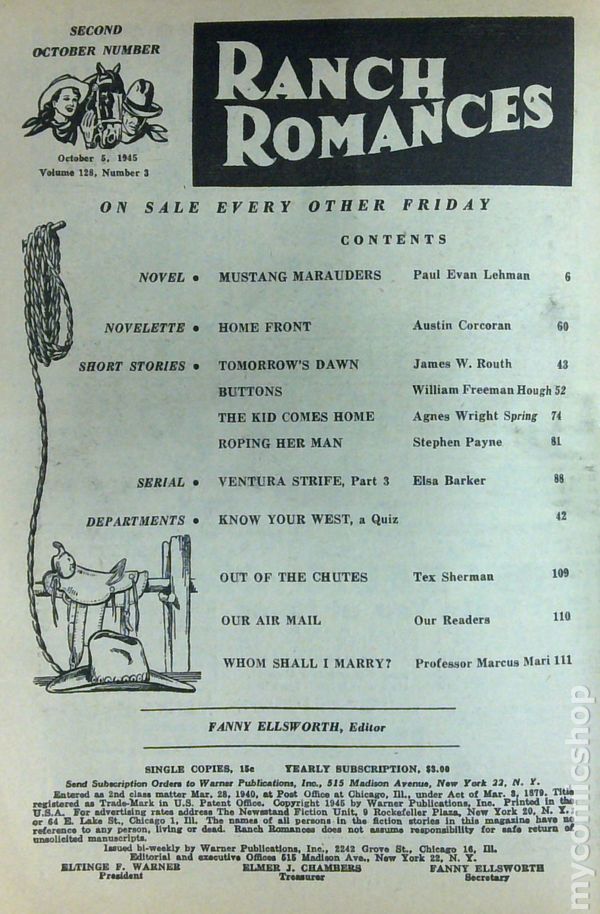 SECOND
OCTOBER NUMBER
October 5, 1945
Volume 128, Number 3
RANCH
ROMANCES
ON SALE EVERY OTHER FRIDAY
CONTENTS
NOVEL • MUSTANG MARAUDERS Paul Evan Lehman 6
NOVELETTE • HOME FRONT Austin Corcoran 60
SHORT STORIES • TOMORROW'S DAWN James W. Routh 43
BUTTONS William Freeman Hough 52
THE KID COMES HOME Agnes Wright Spring 74
ROPING HER MAN Stephen Payne 81
SERIAL • VENTURA STRIFE, Part 3 Elsa Barker 88
DEPARTMENTS • KNOW YOUR WEST, a Quiz 42
OUT OF THE CHUTES Tex Sherman 109
OUR AIR MAIL Our Readers 110
WHOM SHALL I MARRY? Professor Marcus Mari 111
FANNY ELLSWORTH, Editor
SINGLE COPIES, 15c YEARLY SUBSCRIPTION, $3.00
Send Subscription Orders to Warner Publications, Inc., 515 Madison Avenue, New York 22, N. Y.
Entered as 2nd class matter Mar. 28, 1940, at Post Office at Chicago, Ill., under Act of Mar. 3, 1879. Title
registered as Trade-Mark in U.S. Patent Office. Copyright 1945 by Warner Publications, Inc. Printed in the
U.S.A. For advertising rates address The Newsstand Fiction Unit, 9 Rockefeller Plaza, New York 20, N. Y.,
or 64 E. Lake St., Chicago 1, Ill. The names of all persons in the fiction stories in this magazine have no
reference to any person, living or dead. Ranch Romances does not assume responsibility for safe return of
unsolicited manuscripts.
Issued bi-weekly by Warner Publications, Inc., 2242 Grove St., Chicago 16, Ill.
Editorial and executive Offices 515 Madison Ave., New York 22, N. Y.
ELTINGE F. WARNER ELMER J. CHAMBERS FANNY ELLSWORTH
President Treasurer Secretary
mycomicshop